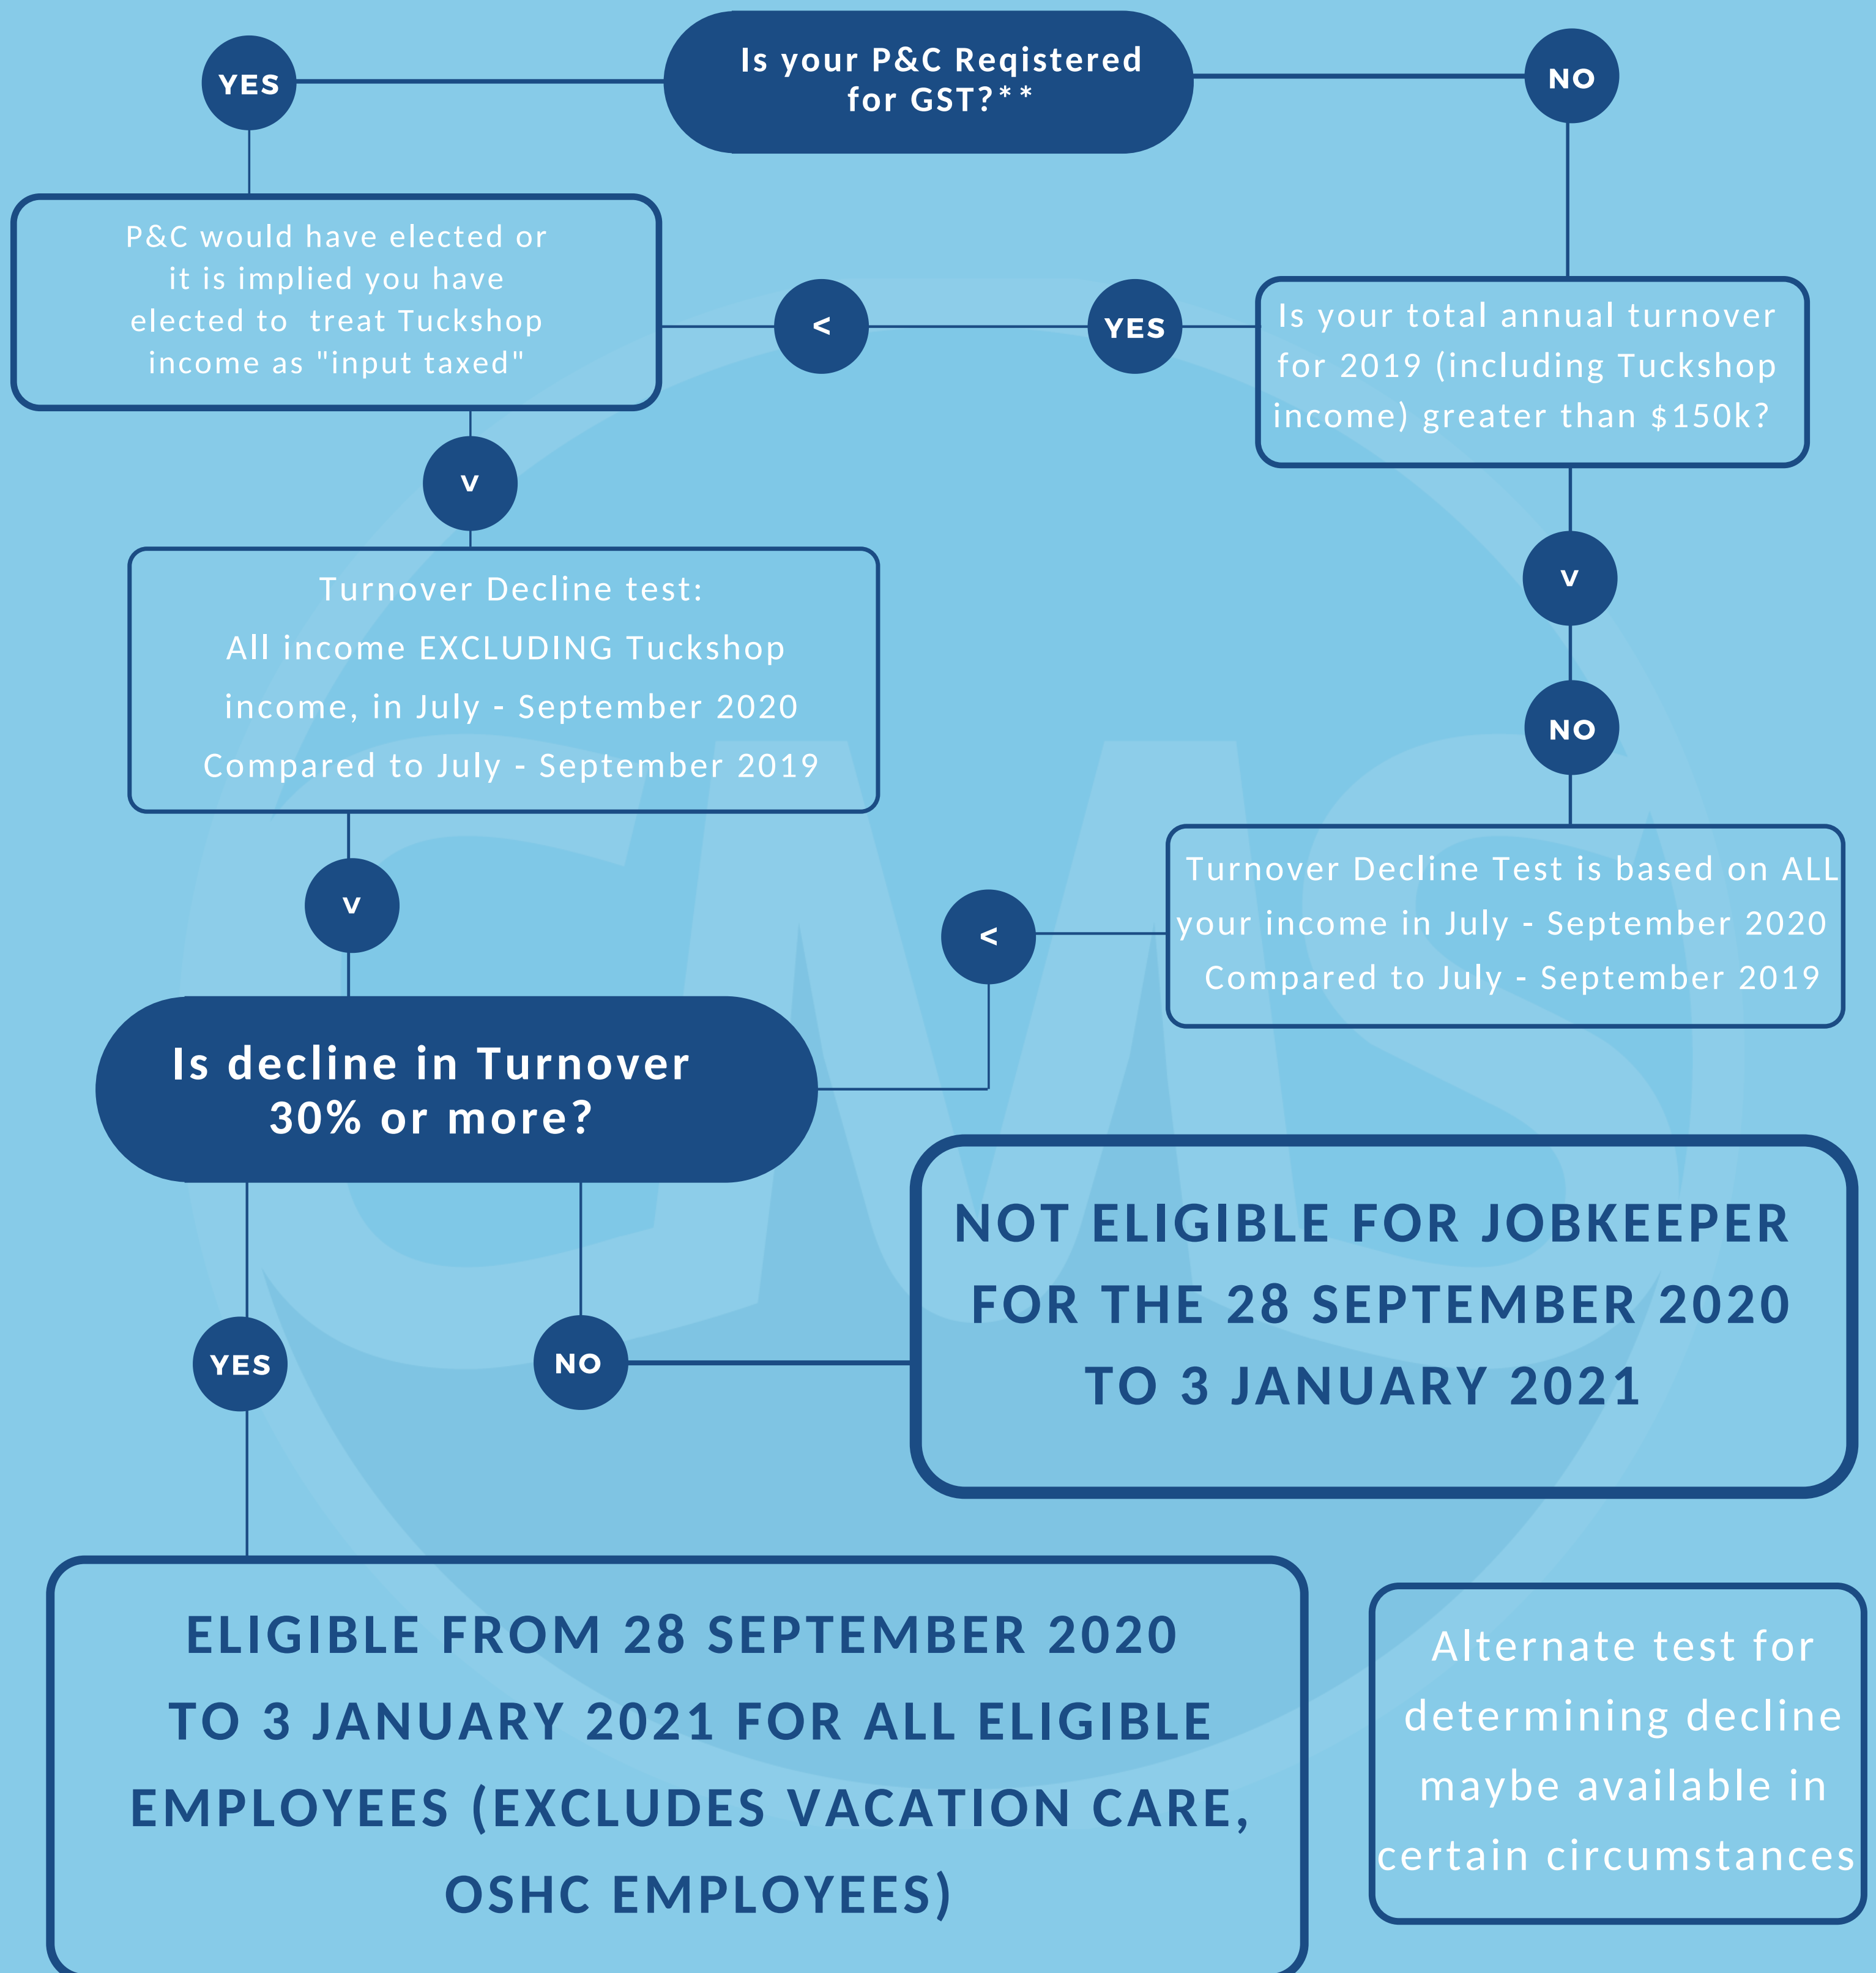 Is your P&C Reqistered
for GST?**
YES
NO
P&C would have elected or
it is implied you have
elected to treat Tuckshop
income as "input taxed"
<
YES
Is your total annual turnover
for 2019 (including Tuckshop
income) greater than $150k?
v
Turnover Decline test:
All income EXCLUDING Tuckshop
income, in July - September 2020
Compared to July - September 2019
v
NO
Turnover Decline Test is based on ALL
your income in July - September 2020
Compared to July - September 2019
v
<
Is decline in Turnover
30% or more?
NOT ELIGIBLE FOR JOBKEEPER
FOR THE 28 SEPTEMBER 2020
TO 3 JANUARY 2021
YES
NO
ELIGIBLE FROM 28 SEPTEMBER 2020
TO 3 JANUARY 2021 FOR ALL ELIGIBLE
EMPLOYEES (EXCLUDES VACATION CARE,
OSHC EMPLOYEES)
Alternate test for
determining decline
maybe available in
certain circumstances
CMS